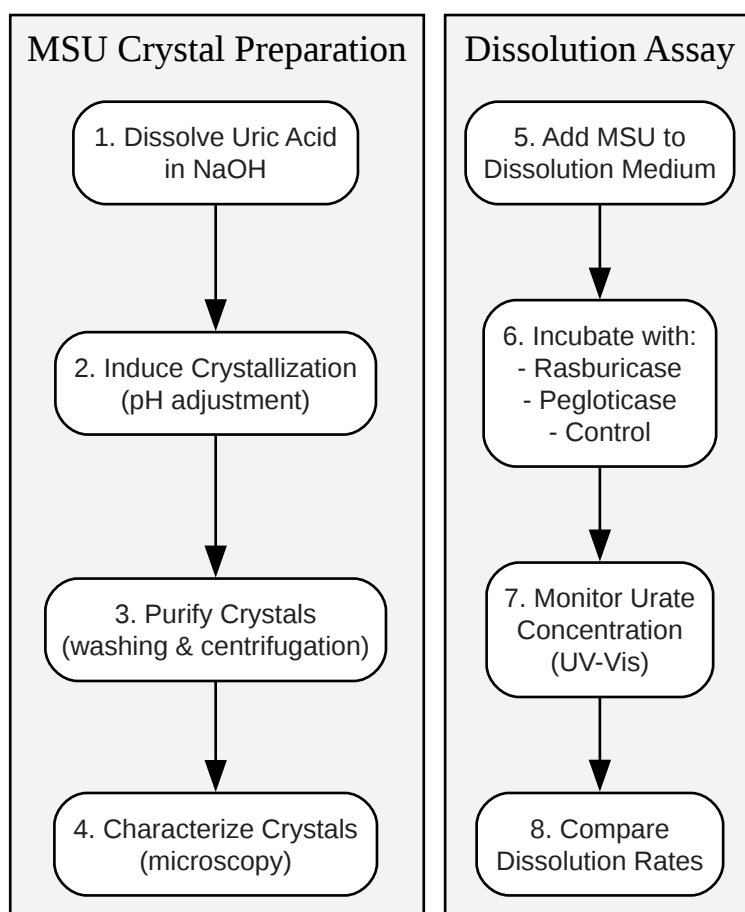 MSU Crystal Preparation
1. Dissolve Uric Acid
in NaOH
2. Induce Crystallization
(pH adjustment)
3. Purify Crystals
(washing & centrifugation)
4. Characterize Crystals
(microscopy)
Dissolution Assay
5. Add MSU to
Dissolution Medium
6. Incubate with:
- Rasburicase
- Pegloticase
- Control
7. Monitor Urate
Concentration
(UV-Vis)
8. Compare
Dissolution Rates